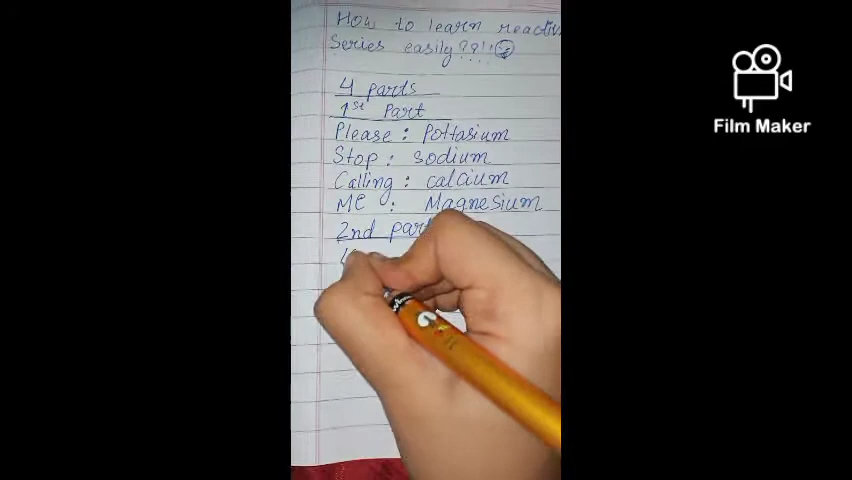 How to learn reactiv
Series easily??!!
4 parts
1st Part
Please : Pottasium
Stop : sodium
Calling : calcium
Me : Magnesium
2nd part
Film Maker